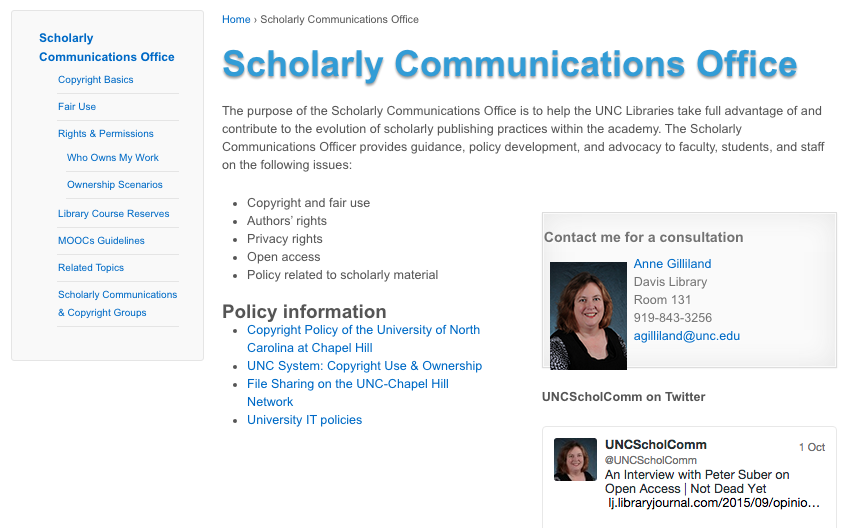 Scholarly
Communications Office
Copyright Basics
Fair Use
Rights & Permissions
Who Owns My Work
Ownership Scenarios
Library Course Reserves
MOOCs Guidelines
Related Topics
Scholarly Communications
& Copyright Groups
Home › Scholarly Communications Office
Scholarly Communications Office
The purpose of the Scholarly Communications Office is to help the UNC Libraries take full advantage of and
contribute to the evolution of scholarly publishing practices within the academy. The Scholarly
Communications Officer provides guidance, policy development, and advocacy to faculty, students, and staff
on the following issues:
• Copyright and fair use
• Authors’ rights
• Privacy rights
• Open access
• Policy related to scholarly material
Policy information
• Copyright Policy of the University of North
Carolina at Chapel Hill
• UNC System: Copyright Use & Ownership
• File Sharing on the UNC-Chapel Hill
Network
• University IT policies
Contact me for a consultation
Anne Gilliland
Davis Library
Room 131
919-843-3256
agilliland@unc.edu
UNCScholComm on Twitter
UNCScholComm 1 Oct
@UNCScholComm
An Interview with Peter Suber on
Open Access | Not Dead Yet
lj.libraryjournal.com/2015/09/opinio…